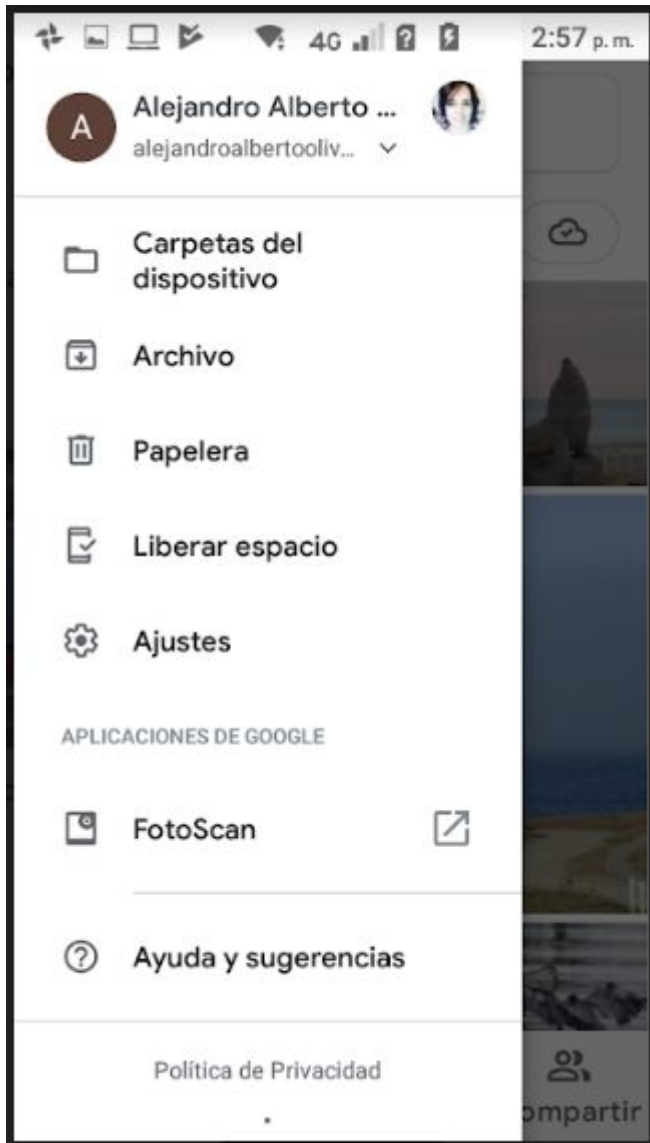 4G
2:57 p. m.
A
Alejandro Alberto ...
alejandroalbertooliv...
Carpetas del
dispositivo
Archivo
Papelera
Liberar espacio
Ajustes
APLICACIONES DE GOOGLE
FotoScan
Ayuda y sugerencias
Política de Privacidad
ompartir